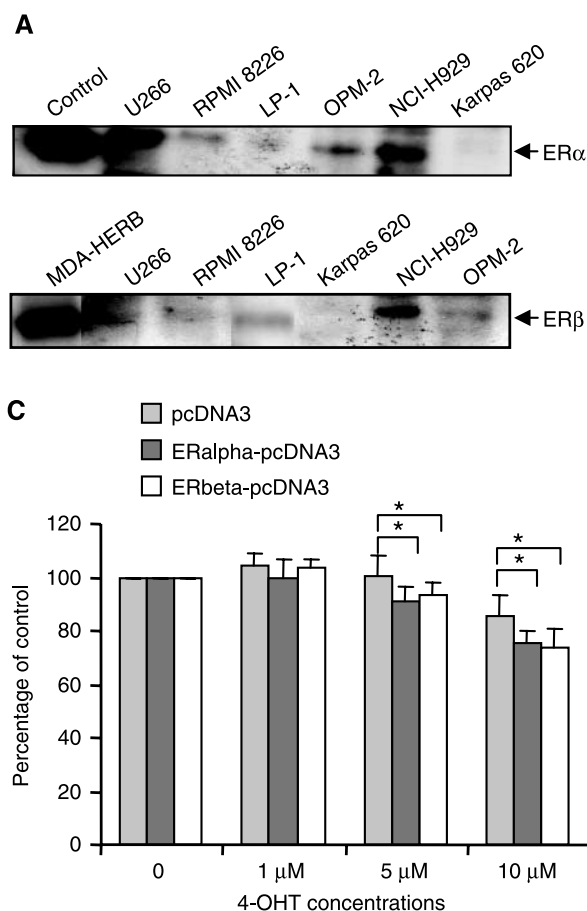 A
Control U266 RPMI 8226 LP-1 OPM-2 NCI-H929 Karpas 620
ERα
MDA-HERB U266 RPMI 8226 LP-1 Karpas 620 NCI-H929 OPM-2
ERβ
C
pcDNA3
ERalpha-pcDNA3
ERbeta-pcDNA3
120
100
80
60
40
20
0
Percentage of control
* *
* *
0 1 μM 5 μM 10 μM
4-OHT concentrations